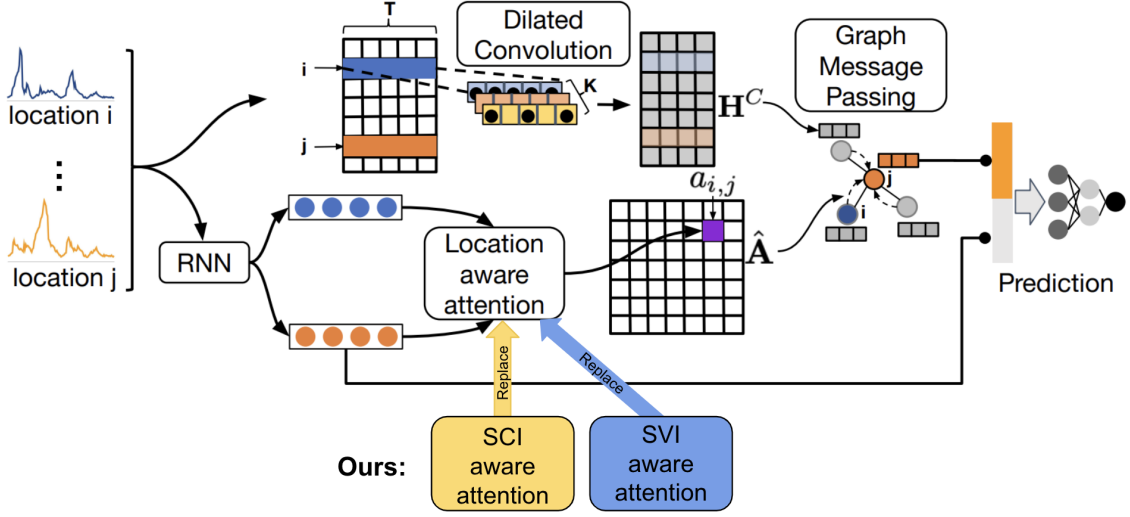 location i
location j
T
i
j
Dilated
Convolution
K
H^C
Graph
Message
Passing
j
i
RNN
Location
aware
attention
a_{i,j}
Â
Prediction
Replace
Replace
Ours:
SCI
aware
attention
SVI
aware
attention